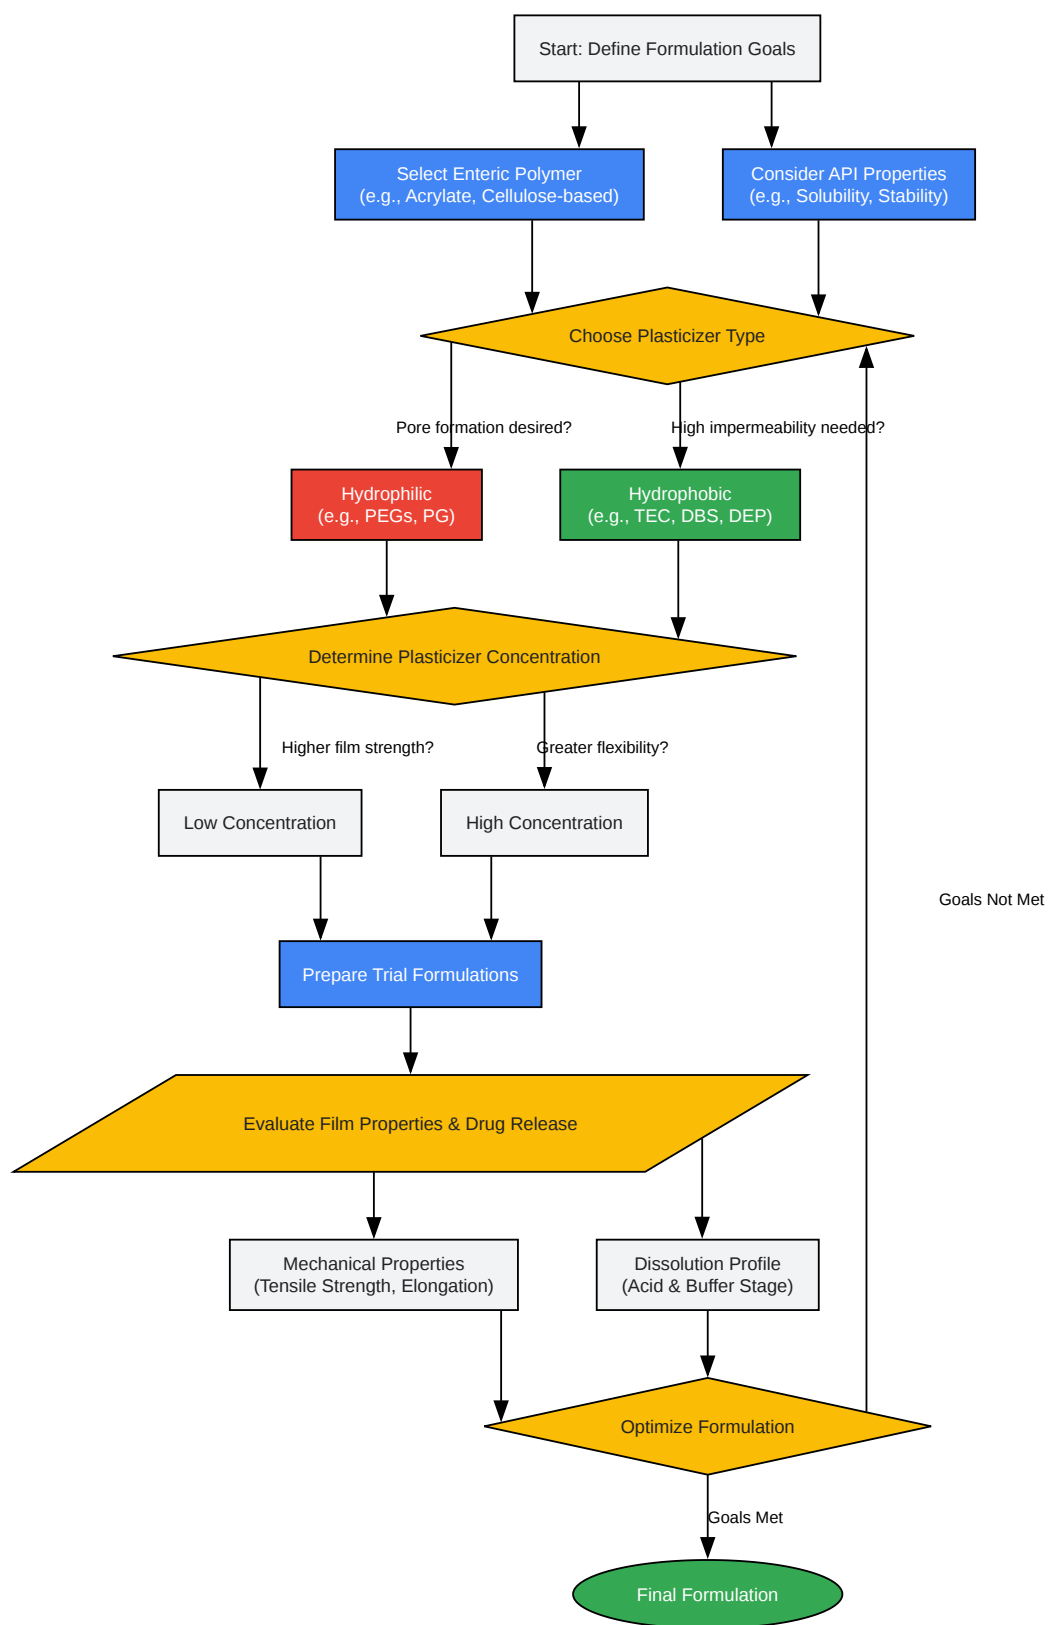 Start: Define Formulation Goals
Select Enteric Polymer
(e.g., Acrylate, Cellulose-based)
Consider API Properties
(e.g., Solubility, Stability)
Choose Plasticizer Type
Pore formation desired?
High impermeability needed?
Hydrophilic
(e.g., PEGs, PG)
Hydrophobic
(e.g., TEC, DBS, DEP)
Determine Plasticizer Concentration
Higher film strength?
Greater flexibility?
Low Concentration
High Concentration
Goals Not Met
Prepare Trial Formulations
Evaluate Film Properties & Drug Release
Mechanical Properties
(Tensile Strength, Elongation)
Dissolution Profile
(Acid & Buffer Stage)
Optimize Formulation
Goals Met
Final Formulation